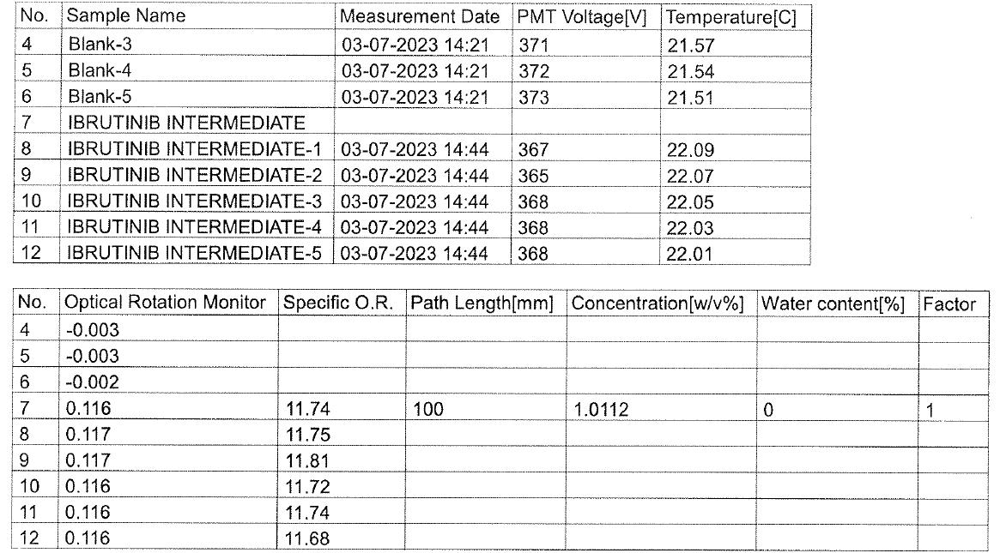 No. Sample Name Measurement Date PMT Voltage[V] Temperature[C]
4 Blank-3 03-07-2023 14:21 371 21.57
5 Blank-4 03-07-2023 14:21 372 21.54
6 Blank-5 03-07-2023 14:21 373 21.51
7 IBRUTINIB INTERMEDIATE
8 IBRUTINIB INTERMEDIATE-1 03-07-2023 14:44 367 22.09
9 IBRUTINIB INTERMEDIATE-2 03-07-2023 14:44 365 22.07
10 IBRUTINIB INTERMEDIATE-3 03-07-2023 14:44 368 22.05
11 IBRUTINIB INTERMEDIATE-4 03-07-2023 14:44 368 22.03
12 IBRUTINIB INTERMEDIATE-5 03-07-2023 14:44 368 22.01
No. Optical Rotation Monitor Specific O.R. Path Length[mm] Concentration[w/v%] Water content[%] Factor
4 -0.003
5 -0.003
6 -0.002
7 0.116 11.74 100 1.0112 0 1
8 0.117 11.75
9 0.117 11.81
10 0.116 11.72
11 0.116 11.74
12 0.116 11.68